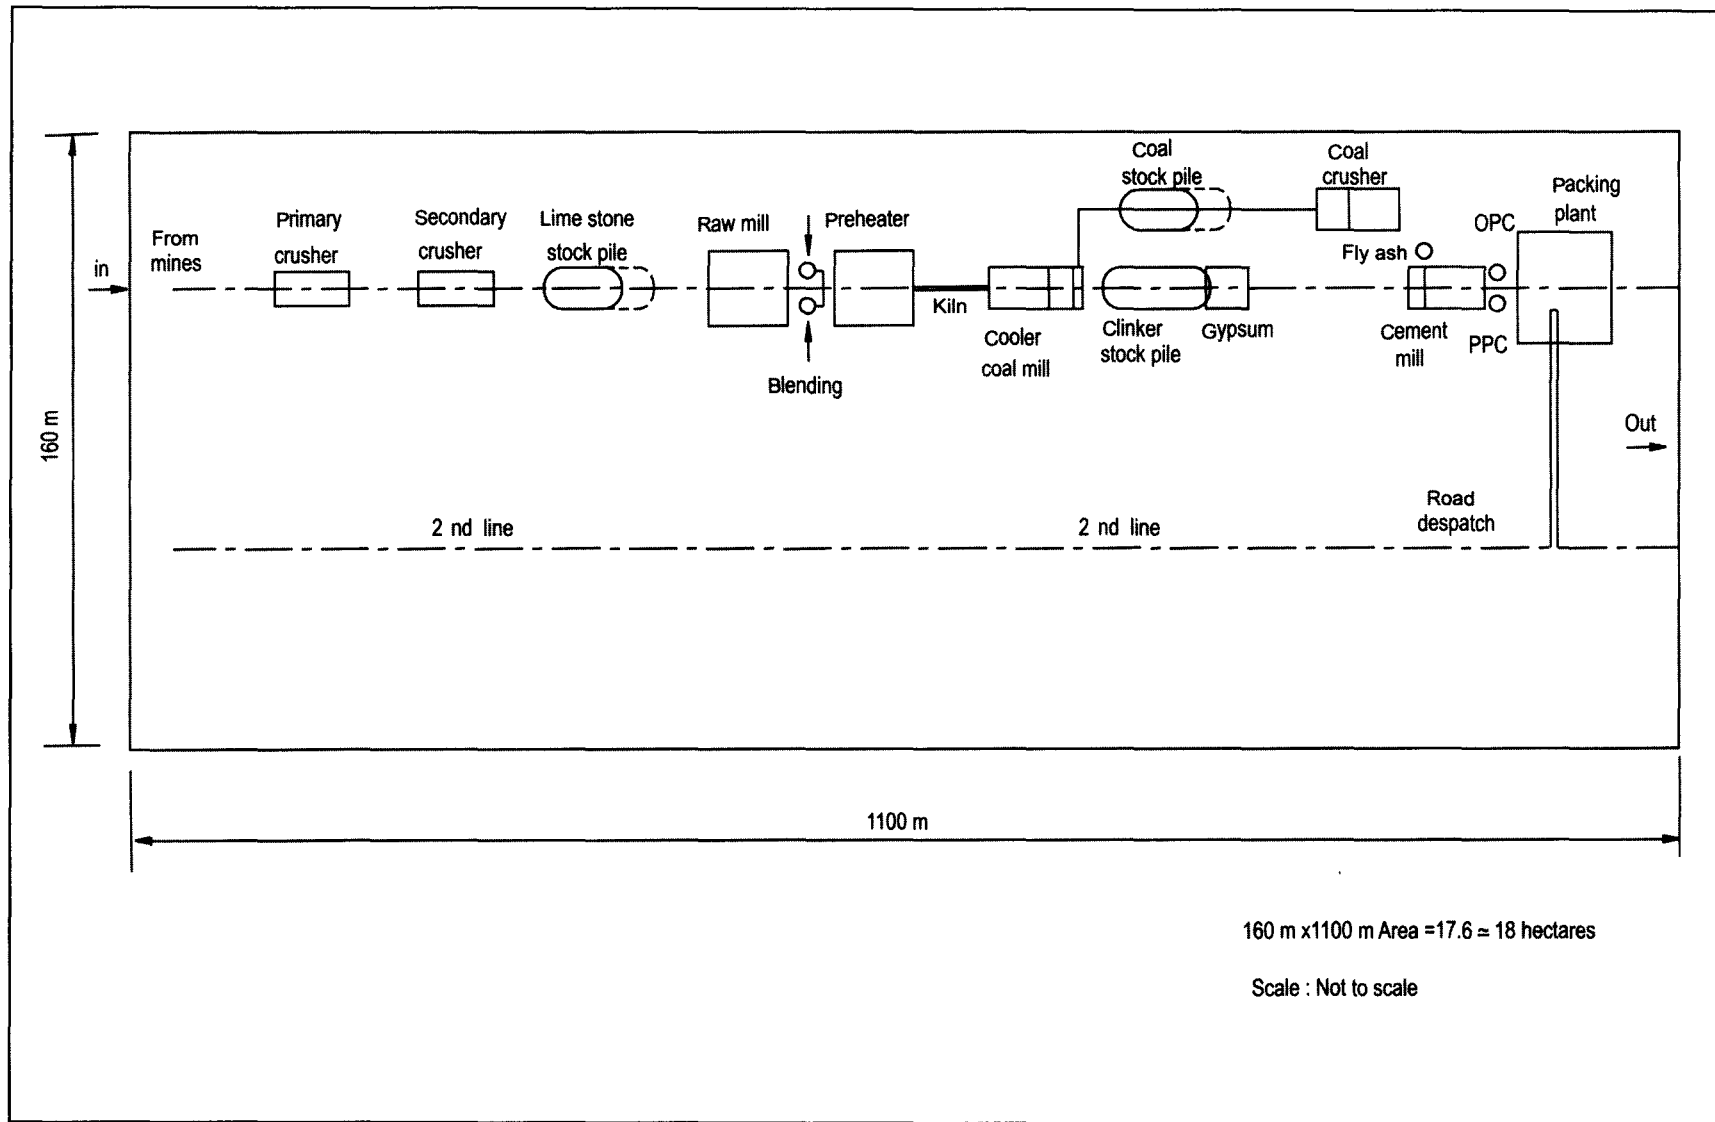 Coal
stock pile
Coal
crusher
Packing
plant
Primary
crusher
Secondary
crusher
Lime stone
stock pile
Raw mill
Preheater
OPC
From
mines
Fly ash
in
Kiln
Cooler
coal mill
Clinker
stock pile
Gypsum
Cement
mill
PPC
Blending
160 m
Out
Road
despatch
2 nd line
2 nd line
1100 m
160 m x1100 m Area =17.6 ≃ 18 hectares
Scale : Not to scale